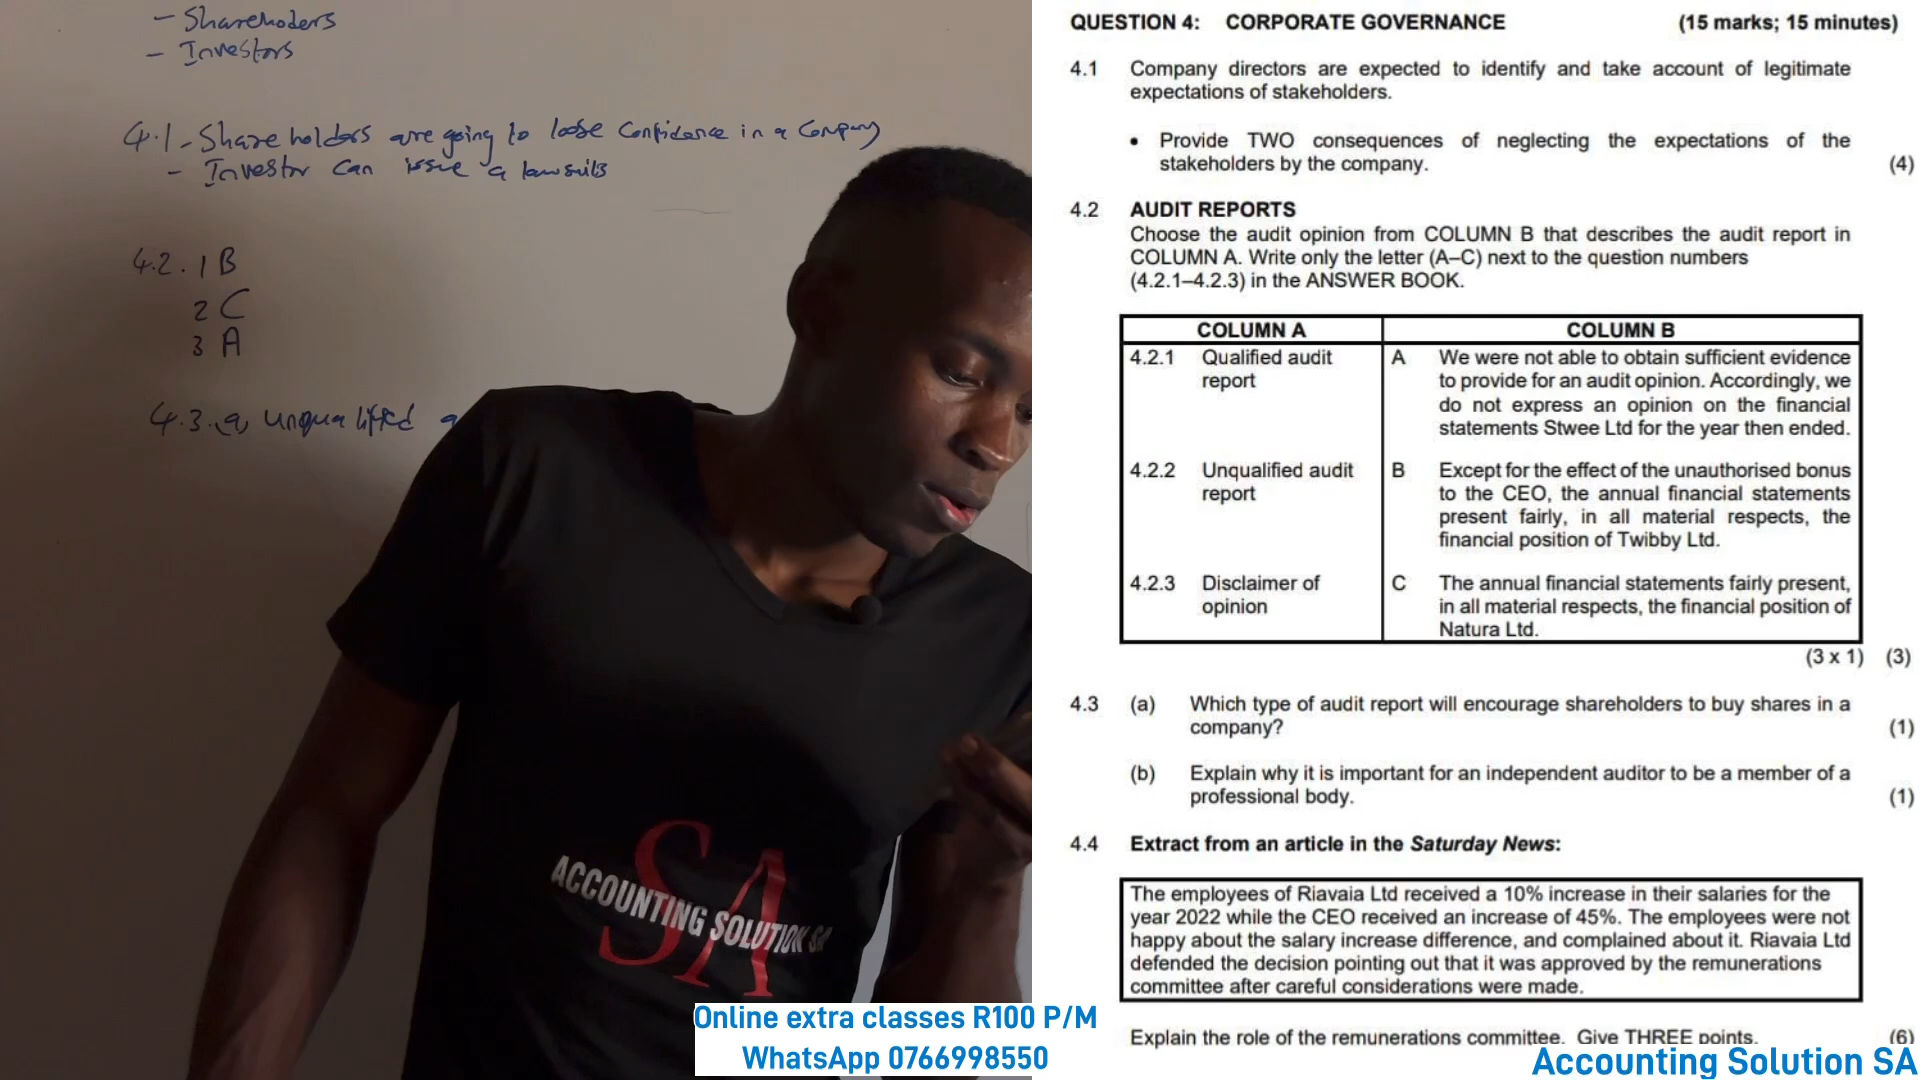 - Shareholders
- Investors
4.1 - Shareholders are going to loose Confidence in a Company
- Investor can issue a lawsuits
4.2. 1 B
2 C
3 A
4.3. a, unqualified
SA
ACCOUNTING SOLUTION SA
Online extra classes R100 P/M
WhatsApp 0766998550
QUESTION 4: CORPORATE GOVERNANCE (15 marks; 15 minutes)
4.1 Company directors are expected to identify and take account of legitimate
expectations of stakeholders.
• Provide TWO consequences of neglecting the expectations of the
stakeholders by the company. (4)
4.2 AUDIT REPORTS
Choose the audit opinion from COLUMN B that describes the audit report in
COLUMN A. Write only the letter (A–C) next to the question numbers
(4.2.1–4.2.3) in the ANSWER BOOK.
COLUMN A COLUMN B
4.2.1 Qualified audit A We were not able to obtain sufficient evidence
report to provide for an audit opinion. Accordingly, we
do not express an opinion on the financial
statements Stwee Ltd for the year then ended.
4.2.2 Unqualified audit B Except for the effect of the unauthorised bonus
report to the CEO, the annual financial statements
present fairly, in all material respects, the
financial position of Twibby Ltd.
4.2.3 Disclaimer of C The annual financial statements fairly present,
opinion in all material respects, the financial position of
Natura Ltd.
(3 x 1) (3)
4.3 (a) Which type of audit report will encourage shareholders to buy shares in a
company? (1)
(b) Explain why it is important for an independent auditor to be a member of a
professional body. (1)
4.4 Extract from an article in the Saturday News:
The employees of Riavaia Ltd received a 10% increase in their salaries for the
year 2022 while the CEO received an increase of 45%. The employees were not
happy about the salary increase difference, and complained about it. Riavaia Ltd
defended the decision pointing out that it was approved by the remunerations
committee after careful considerations were made.
Explain the role of the remunerations committee. Give THREE points. (6)
Accounting Solution SA